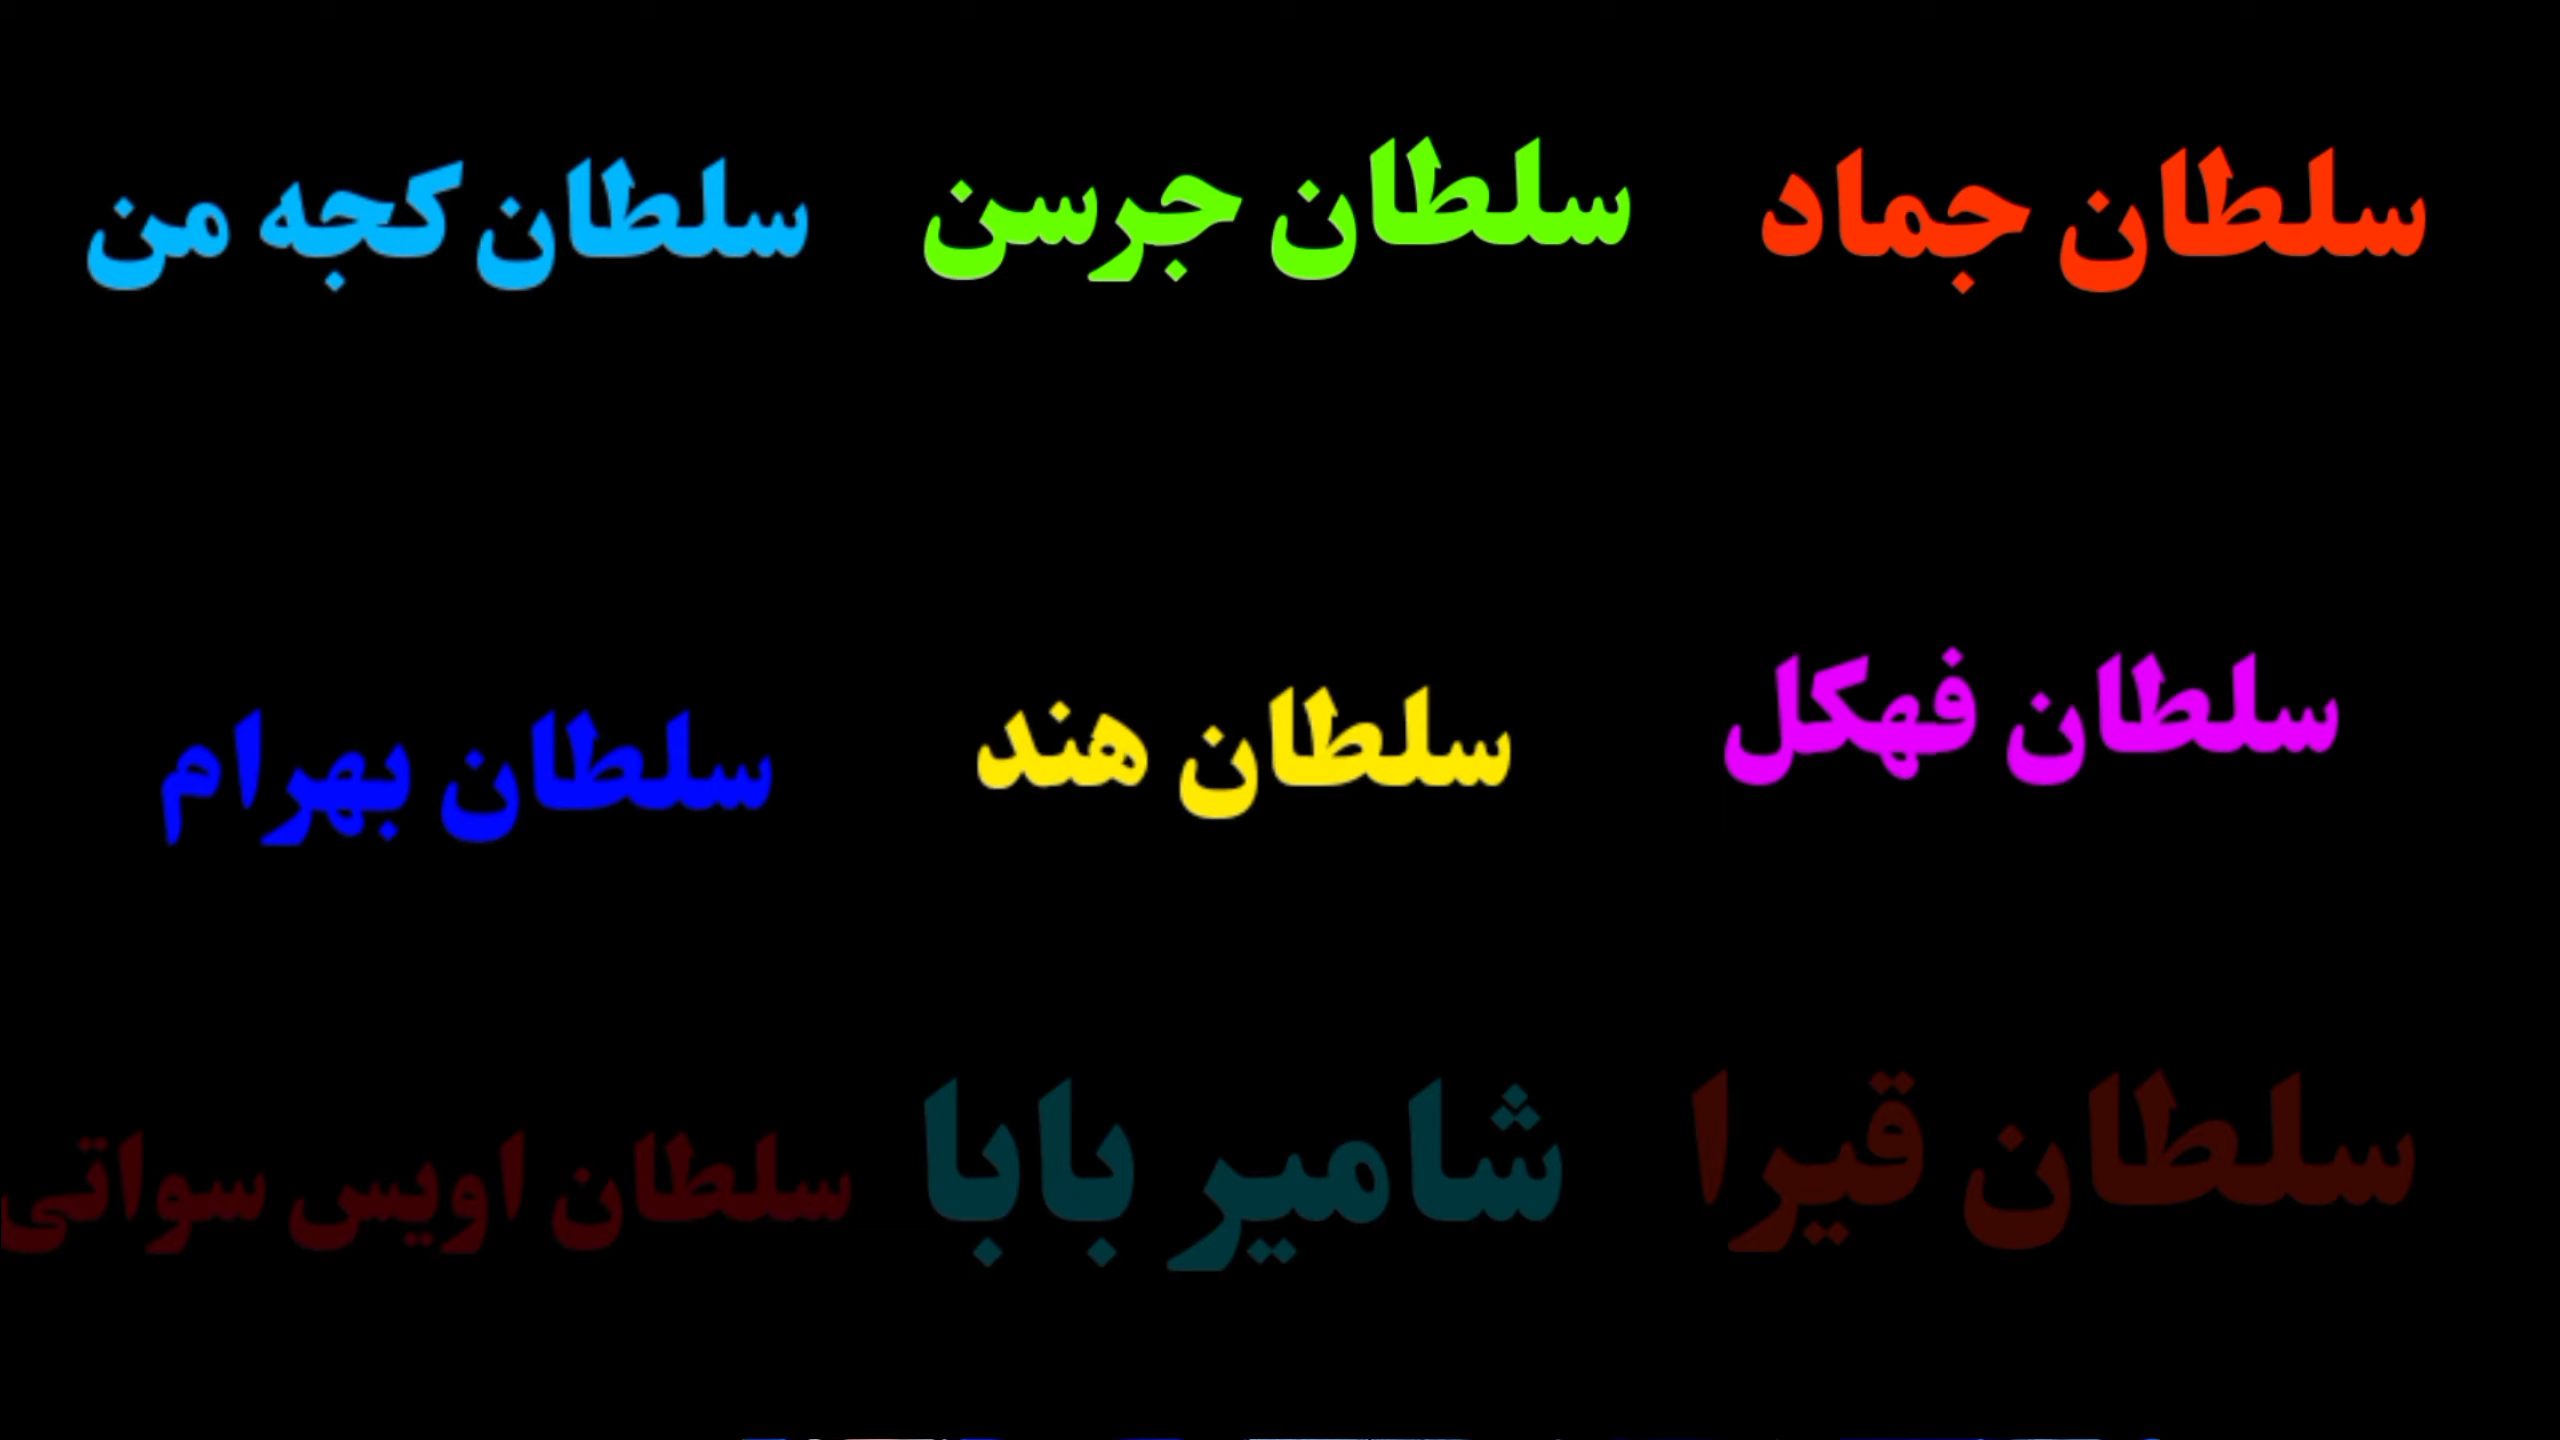 سلطان جماد
سلطان جرسن
سلطان کجه من
سلطان فهکل
سلطان هند
سلطان بهرام
سلطان قیرا
شامیر بابا
سلطان اویس سواتی